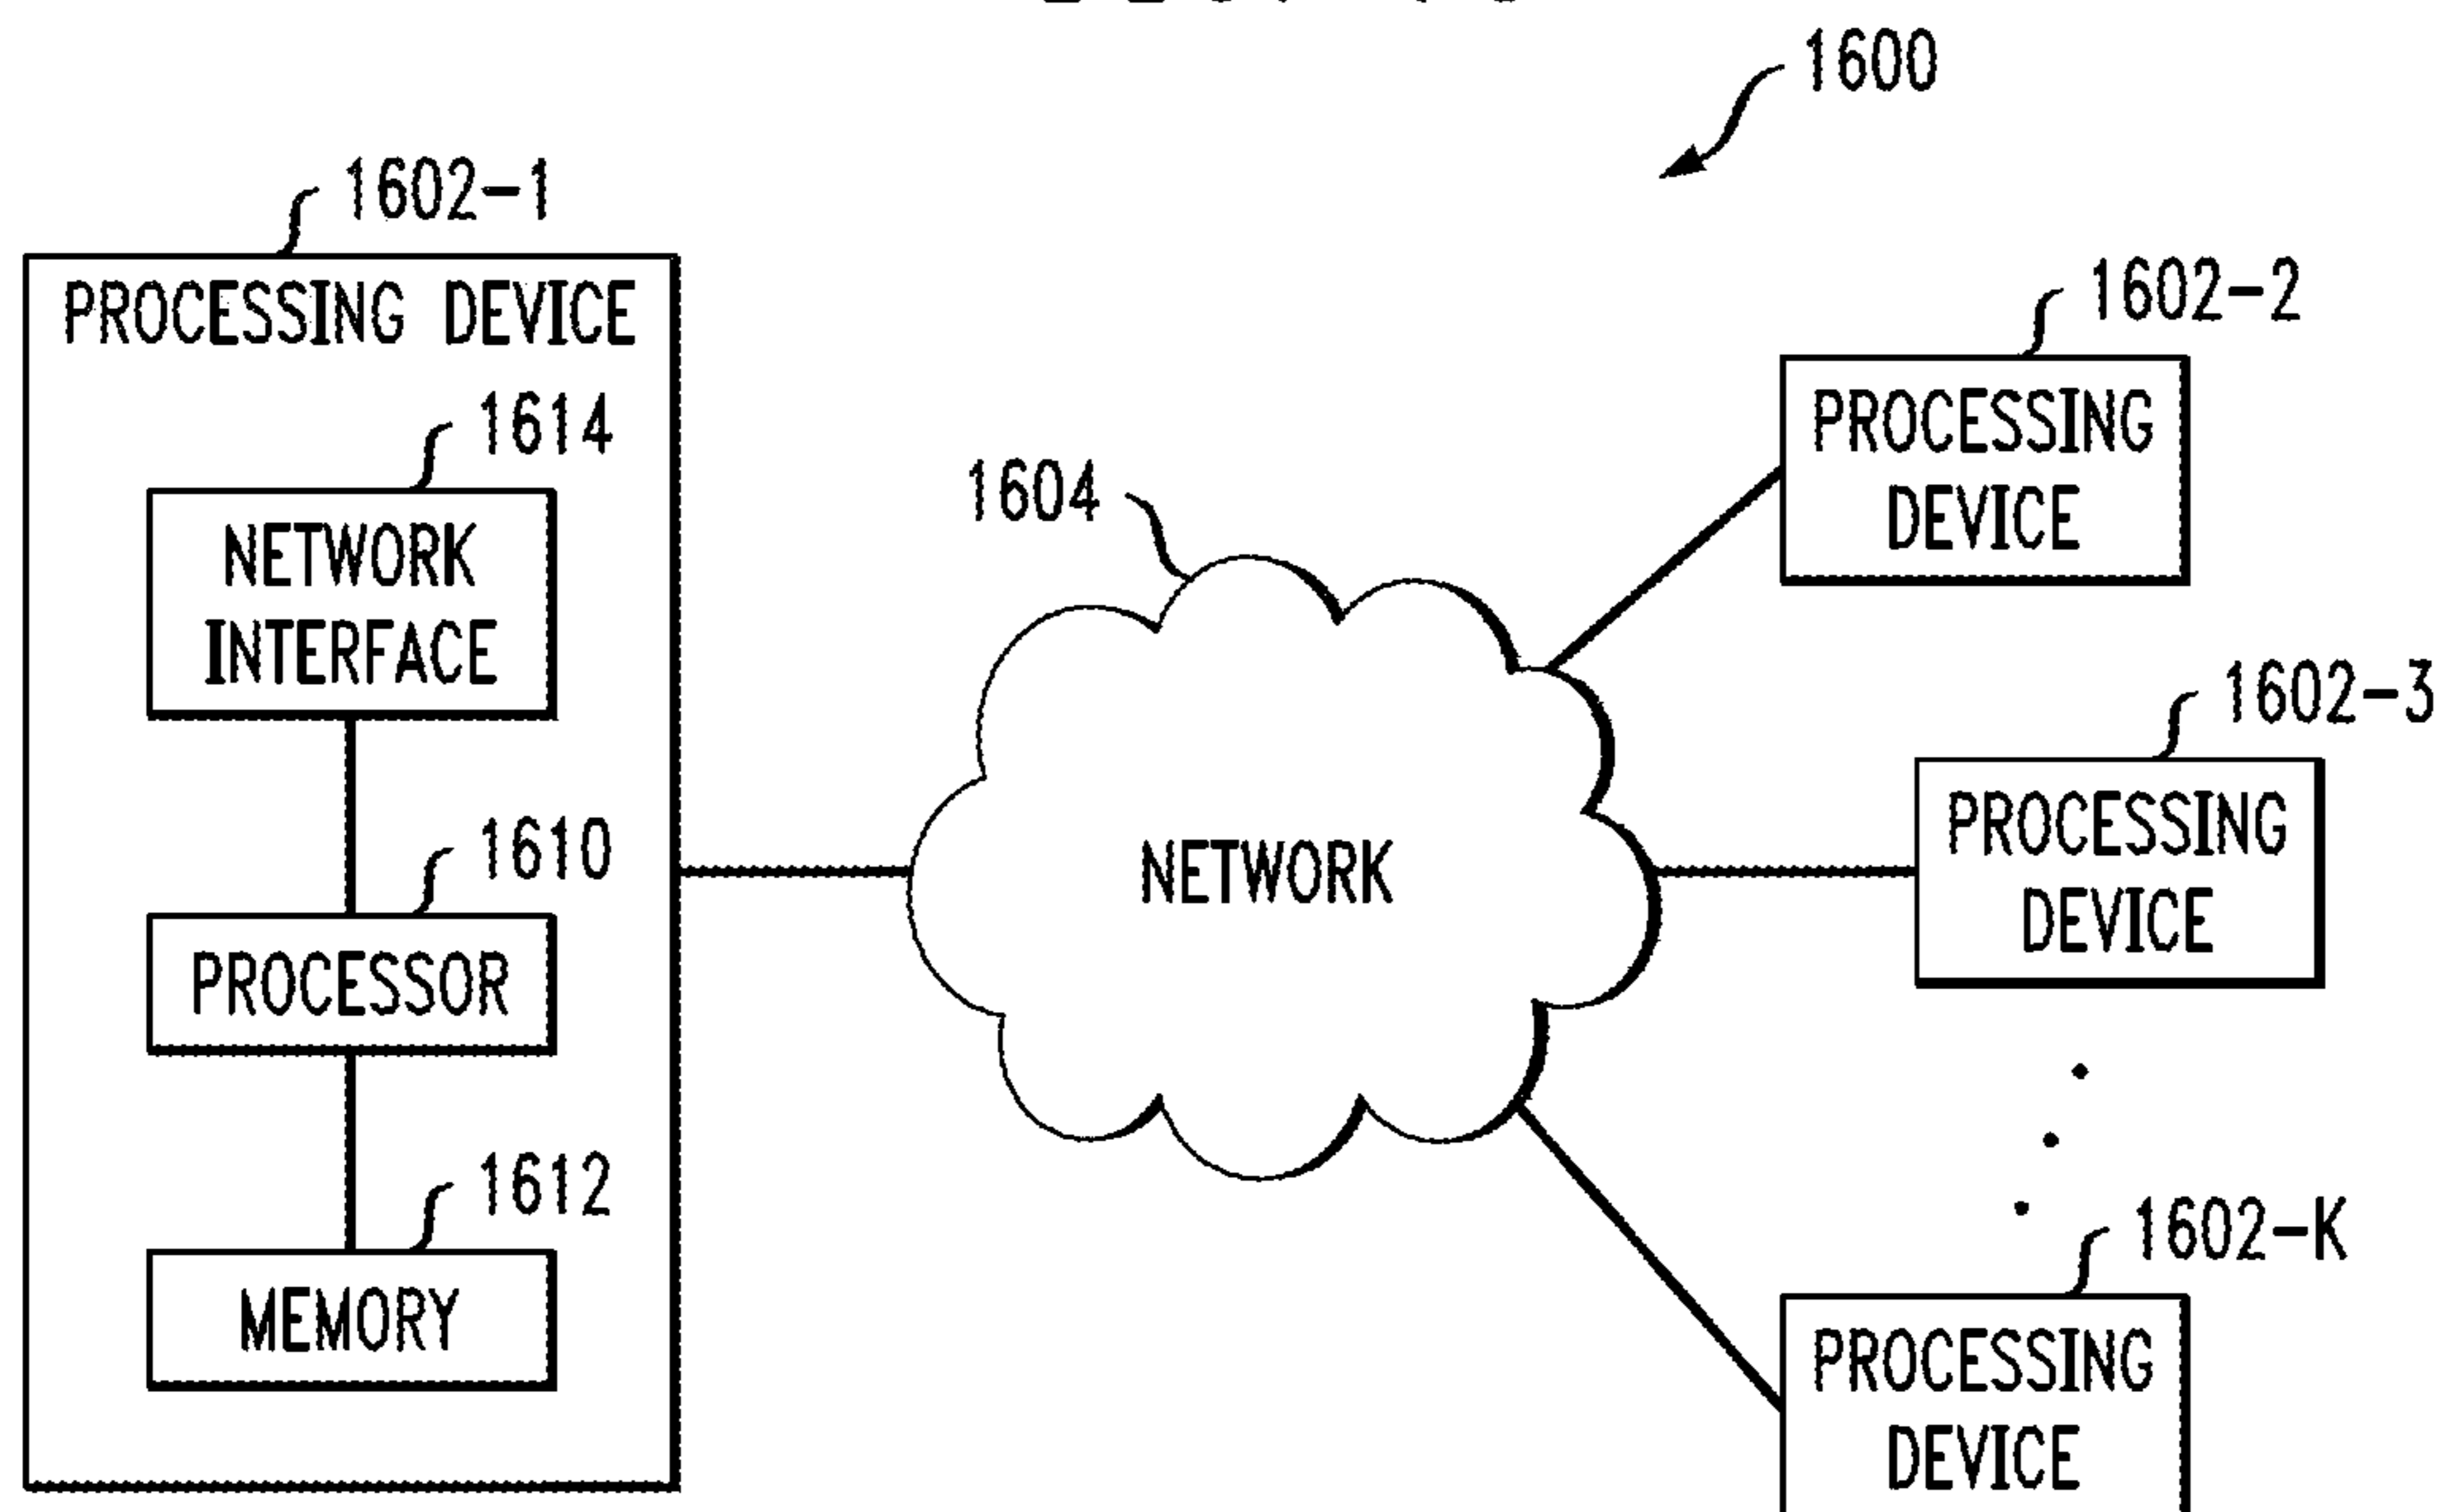 1600
1602-1
PROCESSING DEVICE
1614
NETWORK
INTERFACE
1610
PROCESSOR
1612
MEMORY
1604
NETWORK
1602-2
PROCESSING
DEVICE
1602-3
PROCESSING
DEVICE
1602-K
PROCESSING
DEVICE